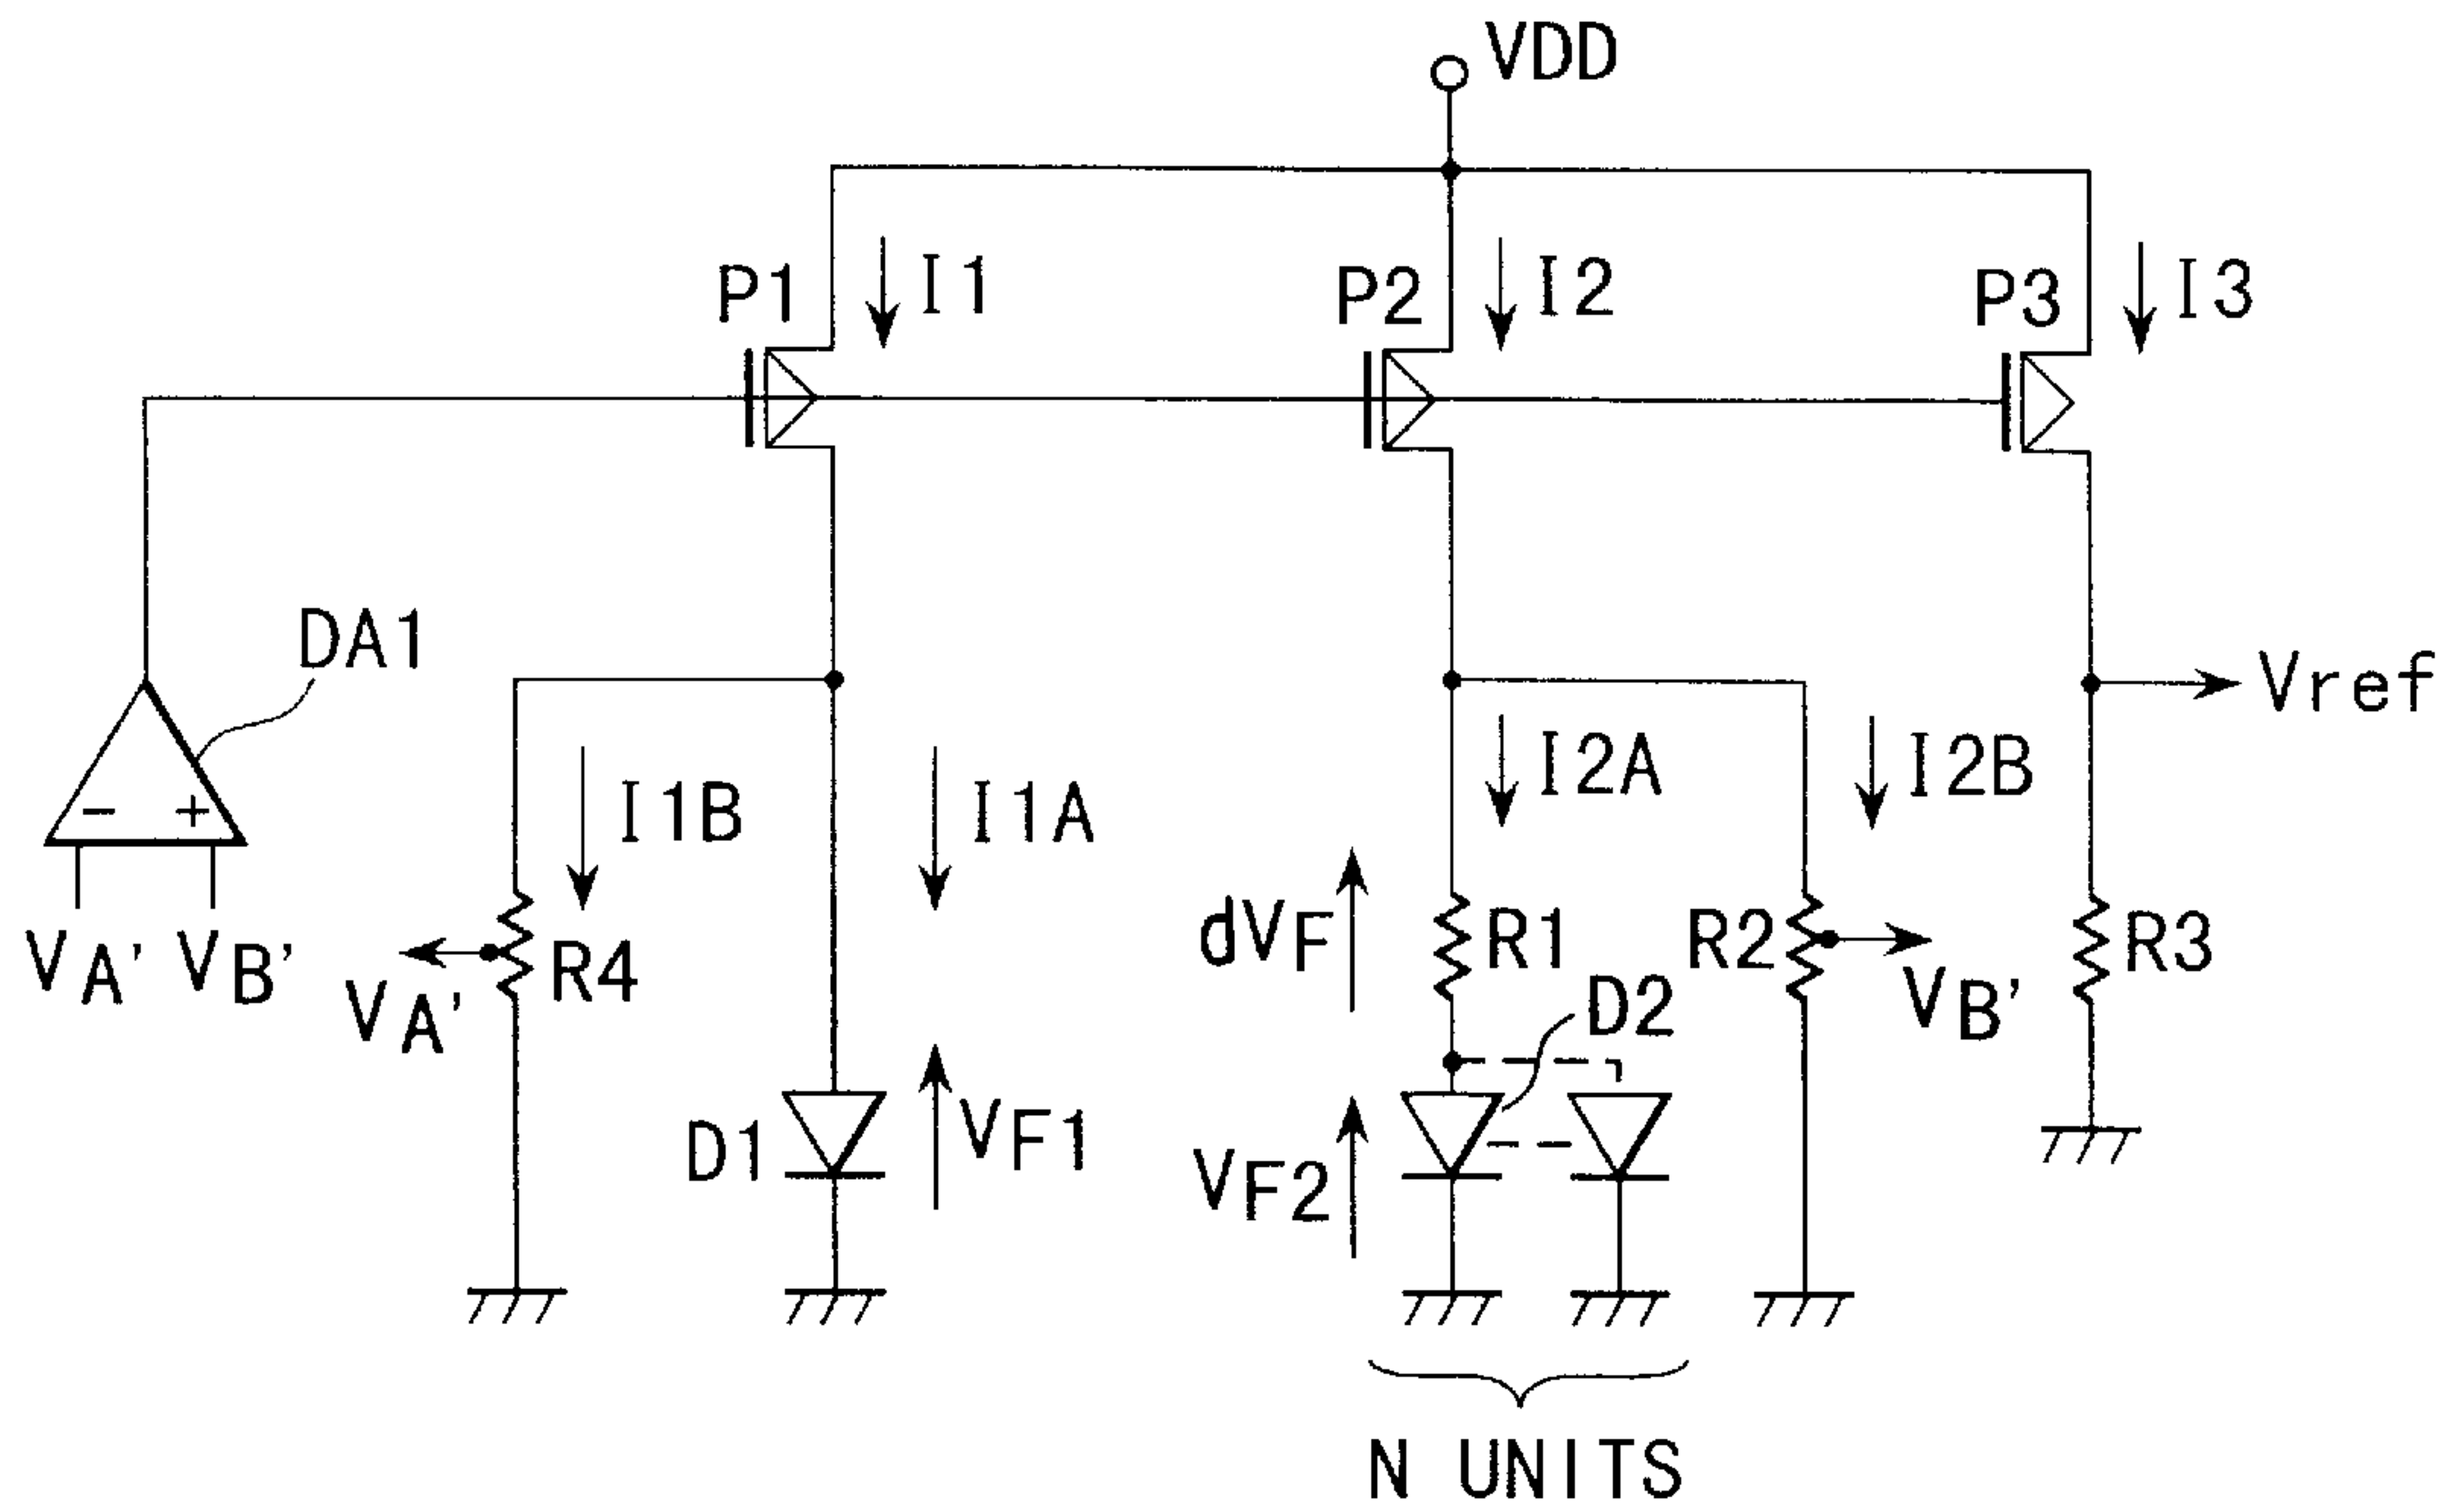 VDD
P1
I1
P2
I2
P3
I3
DA1
Vref
I1B
I1A
I2A
I2B
- +
VA' VB'
VA'
R4
dVF
R1
R2
VB'
R3
D2
D1
VF1
VF2
N UNITS